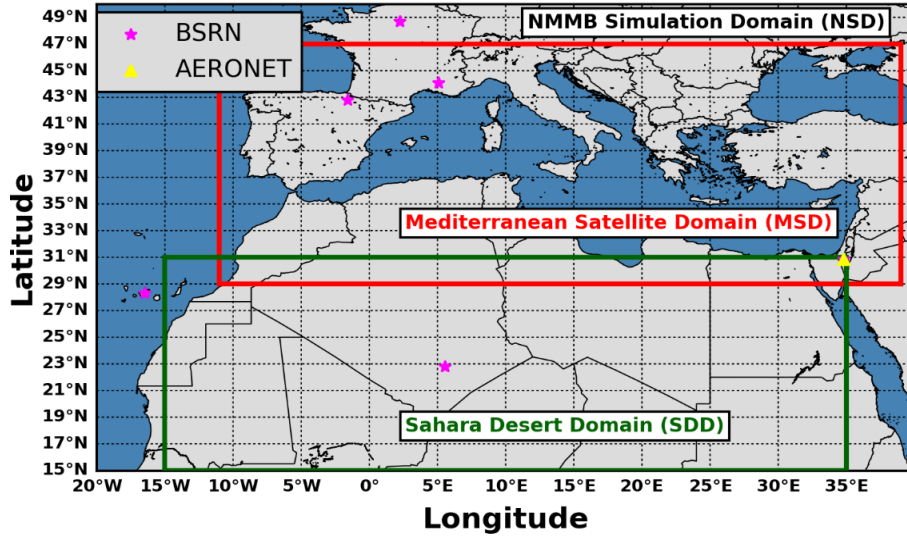 49°N
BSRN
NMMB Simulation Domain (NSD)
47°N
45°N
AERONET
43°N
41°N
39°N
37°N
35°N
Mediterranean Satellite Domain (MSD)
33°N
31°N
29°N
27°N
25°N
23°N
21°N
19°N
Sahara Desert Domain (SDD)
17°N
15°N
20°W 15°W 10°W 5°W 0° 5°E 10°E 15°E 20°E 25°E 30°E 35°E
Latitude
Longitude